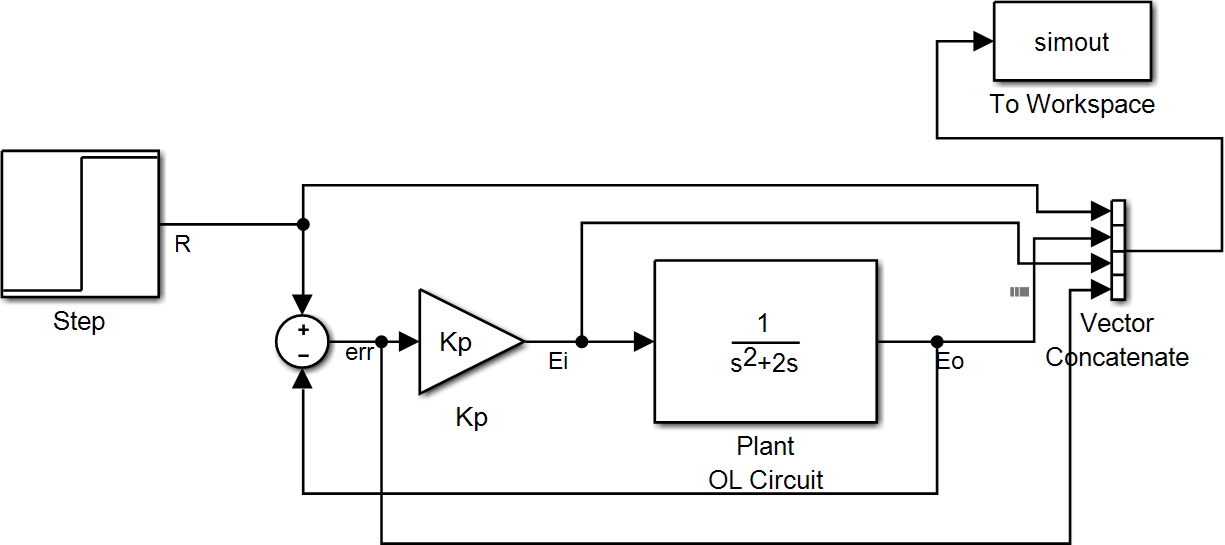 simout
To Workspace
R
Step
+
−
err
Kp
Kp
Ei
1
s²+2s
Plant
OL Circuit
Eo
Vector
Concatenate